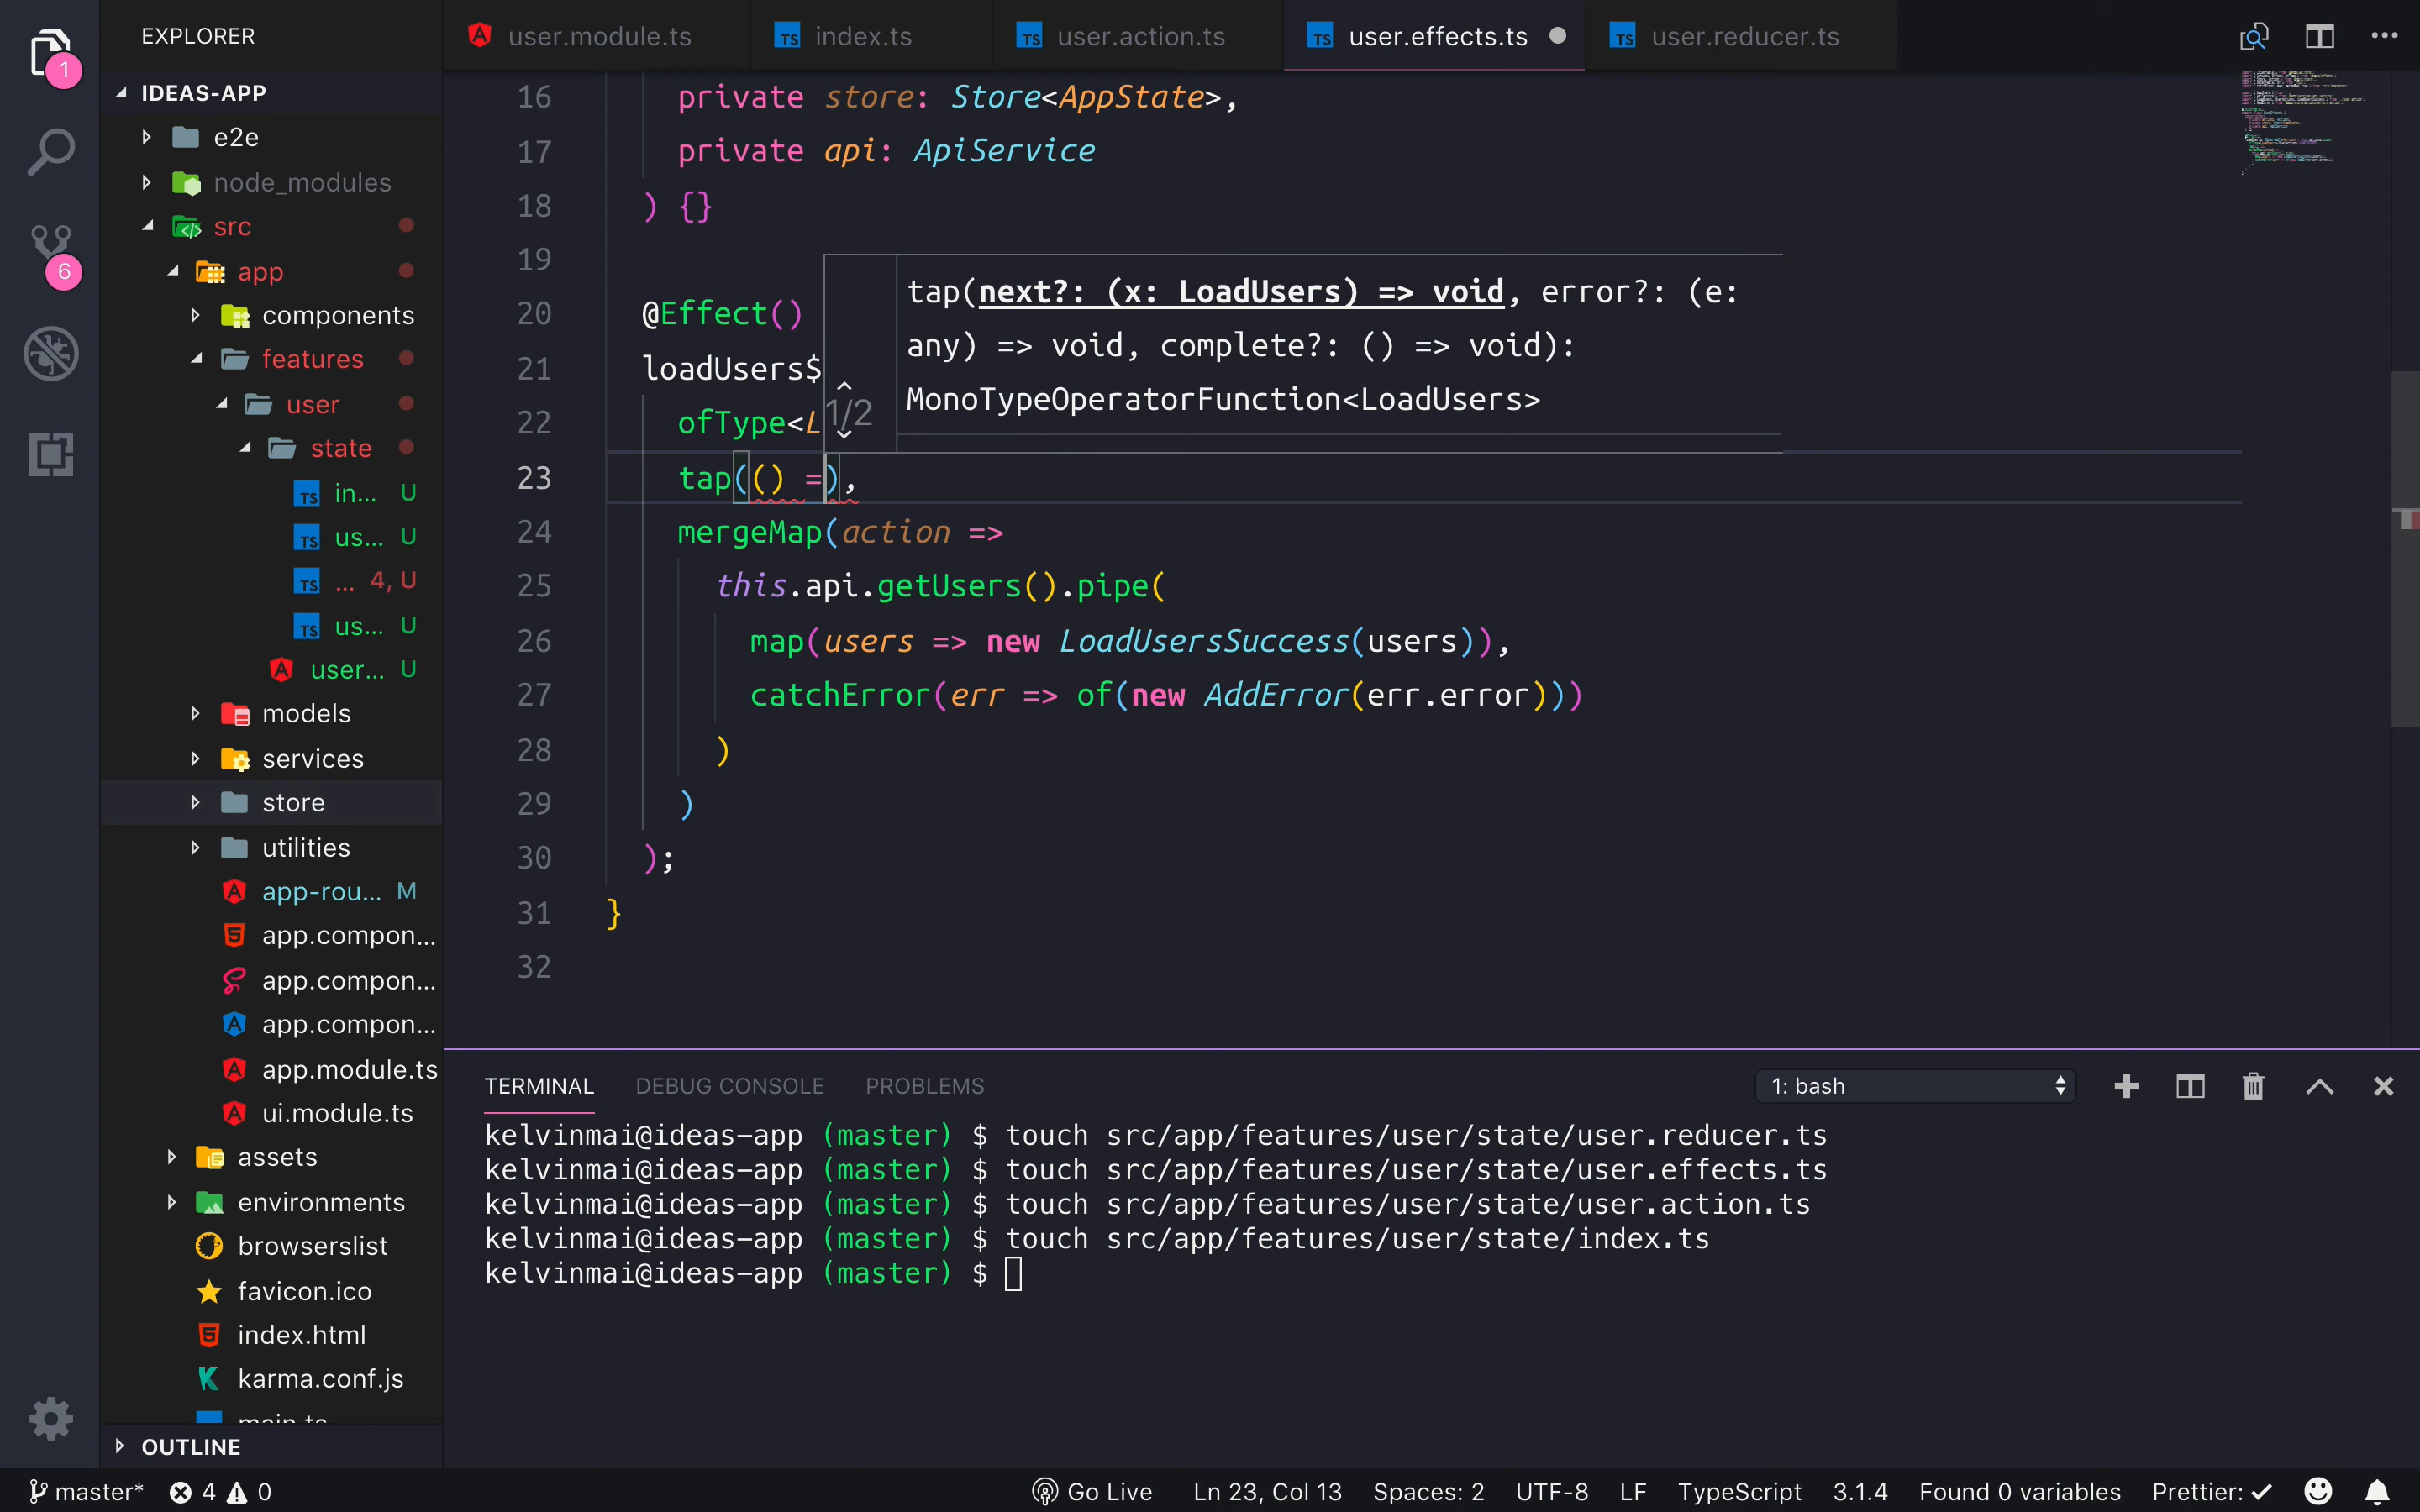 EXPLORER
IDEAS-APP
e2e
node_modules
src
app
components
features
user
state
in... U
us... U
... 4, U
us... U
user... U
models
services
store
utilities
app-rou... M
app.compon...
app.compon...
app.compon...
app.module.ts
ui.module.ts
assets
environments
browserslist
favicon.ico
index.html
karma.conf.js
main.ts
OUTLINE
1
6
user.module.ts
TS index.ts
TS user.action.ts
TS user.effects.ts
TS user.reducer.ts
16 private store: Store<AppState>,
17 private api: ApiService
18 ) {}
19
20 @Effect()
21 loadUsers$
22 ofType<L
23 tap(() =),
24 mergeMap(action =>
25 this.api.getUsers().pipe(
26 map(users => new LoadUsersSuccess(users)),
27 catchError(err => of(new AddError(err.error)))
28 )
29 )
30 );
31 }
32
1/2
tap(next?: (x: LoadUsers) => void, error?: (e:
any) => void, complete?: () => void):
MonoTypeOperatorFunction<LoadUsers>
TERMINAL DEBUG CONSOLE PROBLEMS
1: bash
kelvinmai@ideas-app (master) $ touch src/app/features/user/state/user.reducer.ts
kelvinmai@ideas-app (master) $ touch src/app/features/user/state/user.effects.ts
kelvinmai@ideas-app (master) $ touch src/app/features/user/state/user.action.ts
kelvinmai@ideas-app (master) $ touch src/app/features/user/state/index.ts
kelvinmai@ideas-app (master) $
master* 4 0 Go Live Ln 23, Col 13 Spaces: 2 UTF-8 LF TypeScript 3.1.4 Found 0 variables Prettier: ✓